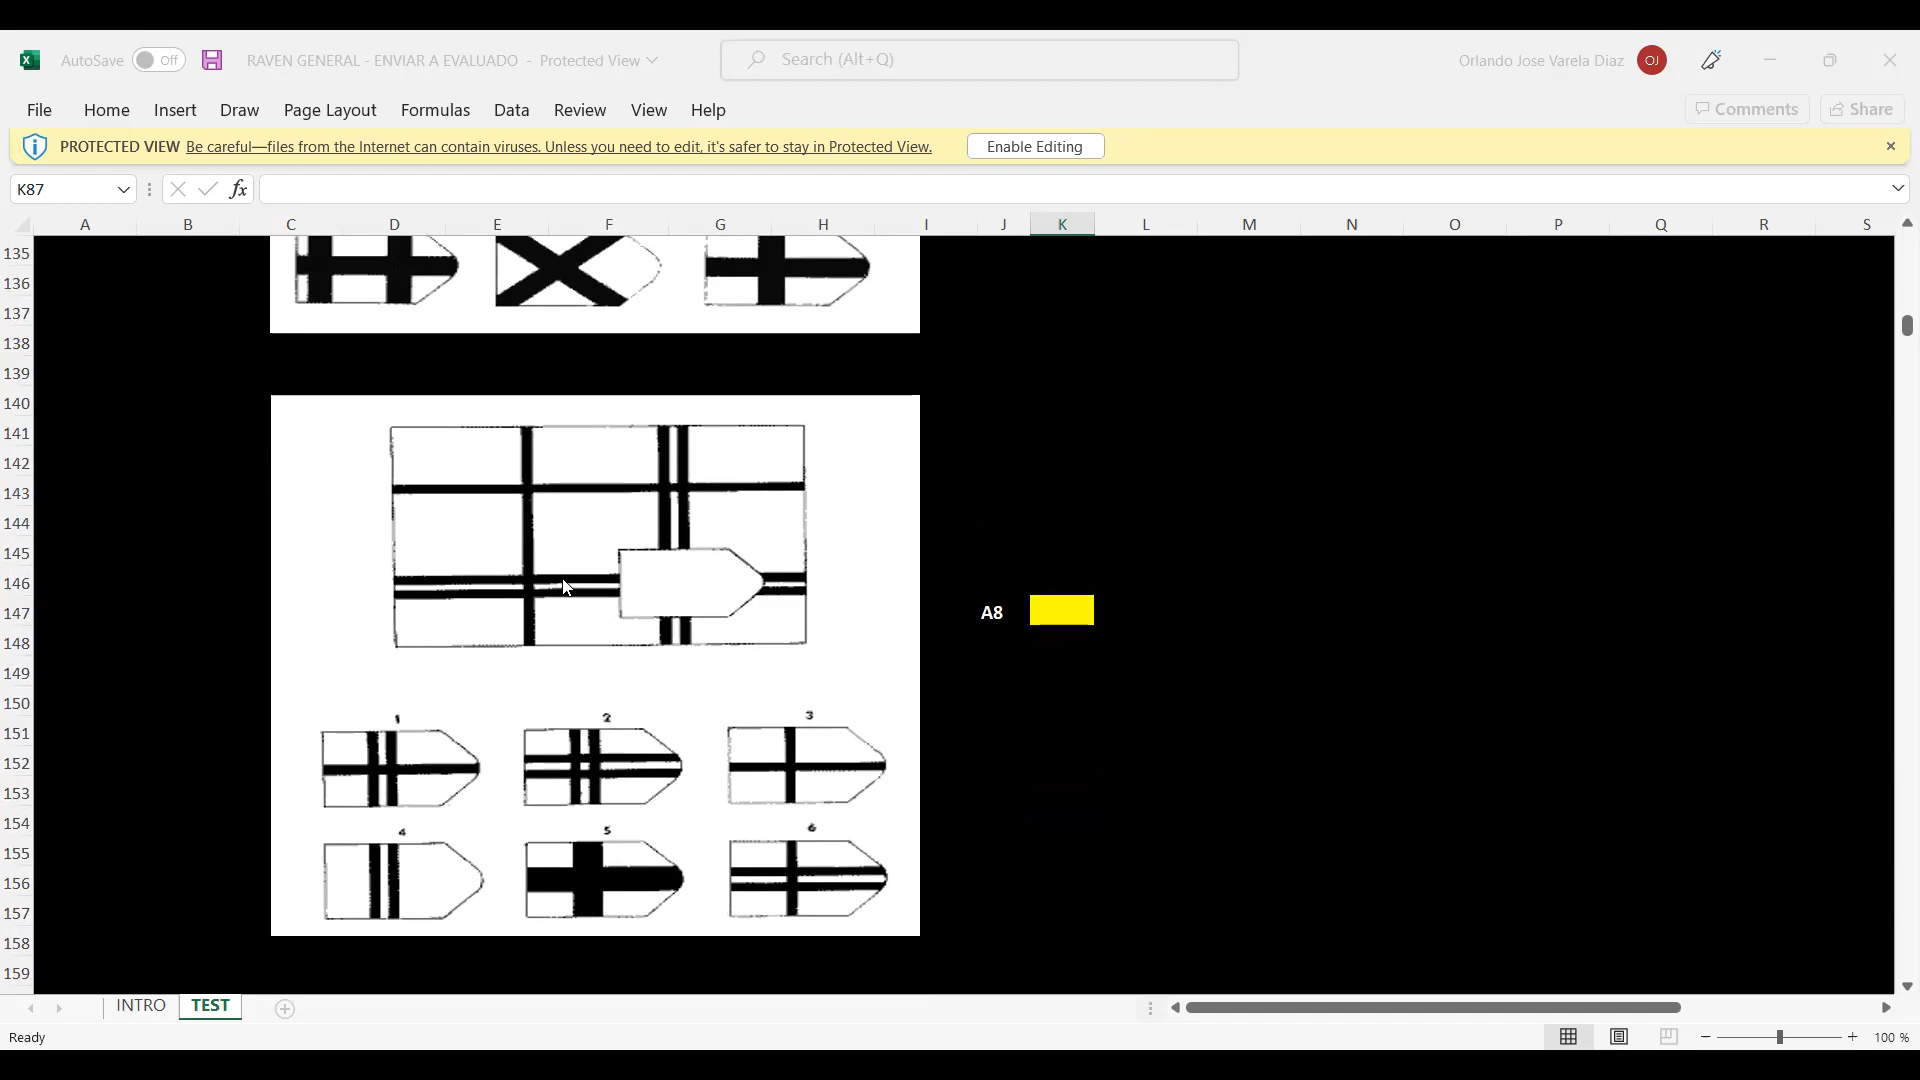 AutoSave Off RAVEN GENERAL - ENVIAR A EVALUADO - Protected View Search (Alt+Q) Orlando Jose Varela Diaz OJ
File Home Insert Draw Page Layout Formulas Data Review View Help Comments Share
PROTECTED VIEW Be careful—files from the Internet can contain viruses. Unless you need to edit, it's safer to stay in Protected View. Enable Editing
K87 fx
A B C D E F G H I J K L M N O P Q R S
135
136
137
138
139
140
141
142
143
144
145
146
147 A8
148
149
150
1 2 3
151
152
153
154
4 5 6
155
156
157
158
159
INTRO TEST
Ready 100 %